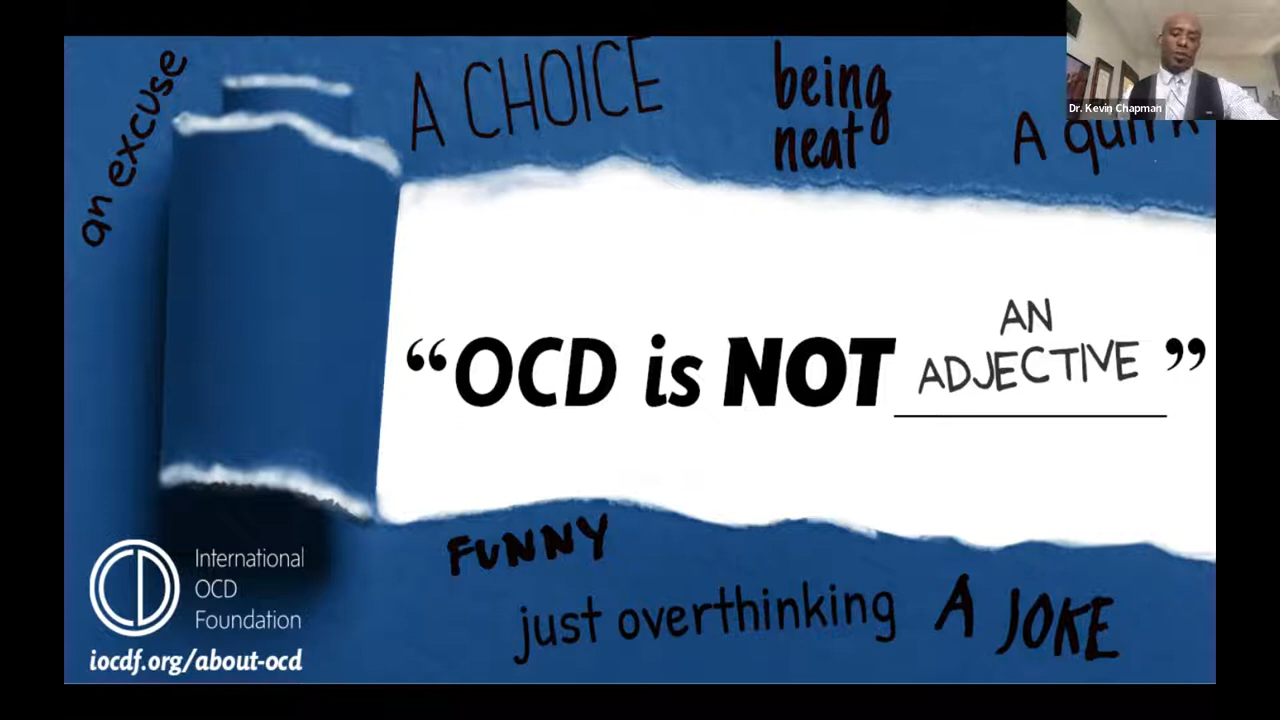 Dr. Kevin Chapman
an excuse
A CHOICE
being
neat
A
"OCD is NOT AN
ADJECTIVE"
FUNNY
just overthinking
A JOKE
International
OCD
Foundation
iocdf.org/about-ocd